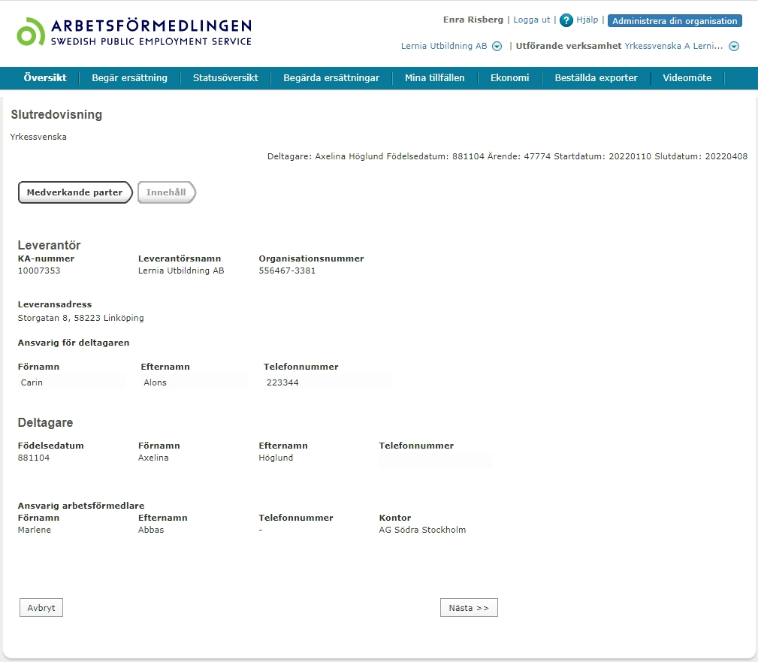 ARBETSFÖRMEDLINGEN
SWEDISH PUBLIC EMPLOYMENT SERVICE
Enra Risberg | Logga ut | ? Hjälp | Administrera din organisation
Lernia Utbildning AB | Utförande verksamhet Yrkessvenska A Lerni...
Översikt Begär ersättning Statusöversikt Begärda ersättningar Mina tillfällen Ekonomi Beställda exporter Videomöte
Slutredovisning
Yrkessvenska
Deltagare: Axelina Höglund Födelsedatum: 881104 Ärende: 47774 Startdatum: 20220110 Slutdatum: 20220408
Medverkande parter Innehåll
Leverantör
KA-nummer Leverantörsnamn Organisationsnummer
10007353 Lernia Utbildning AB 556467-3381
Leveransadress
Storgatan 8, 58223 Linköping
Ansvarig för deltagaren
Förnamn Efternamn Telefonnummer
Carin Alons 223344
Deltagare
Födelsedatum Förnamn Efternamn Telefonnummer
881104 Axelina Höglund
Ansvarig arbetsförmedlare
Förnamn Efternamn Telefonnummer Kontor
Marlene Abbas - AG Södra Stockholm
Avbryt Nästa >>